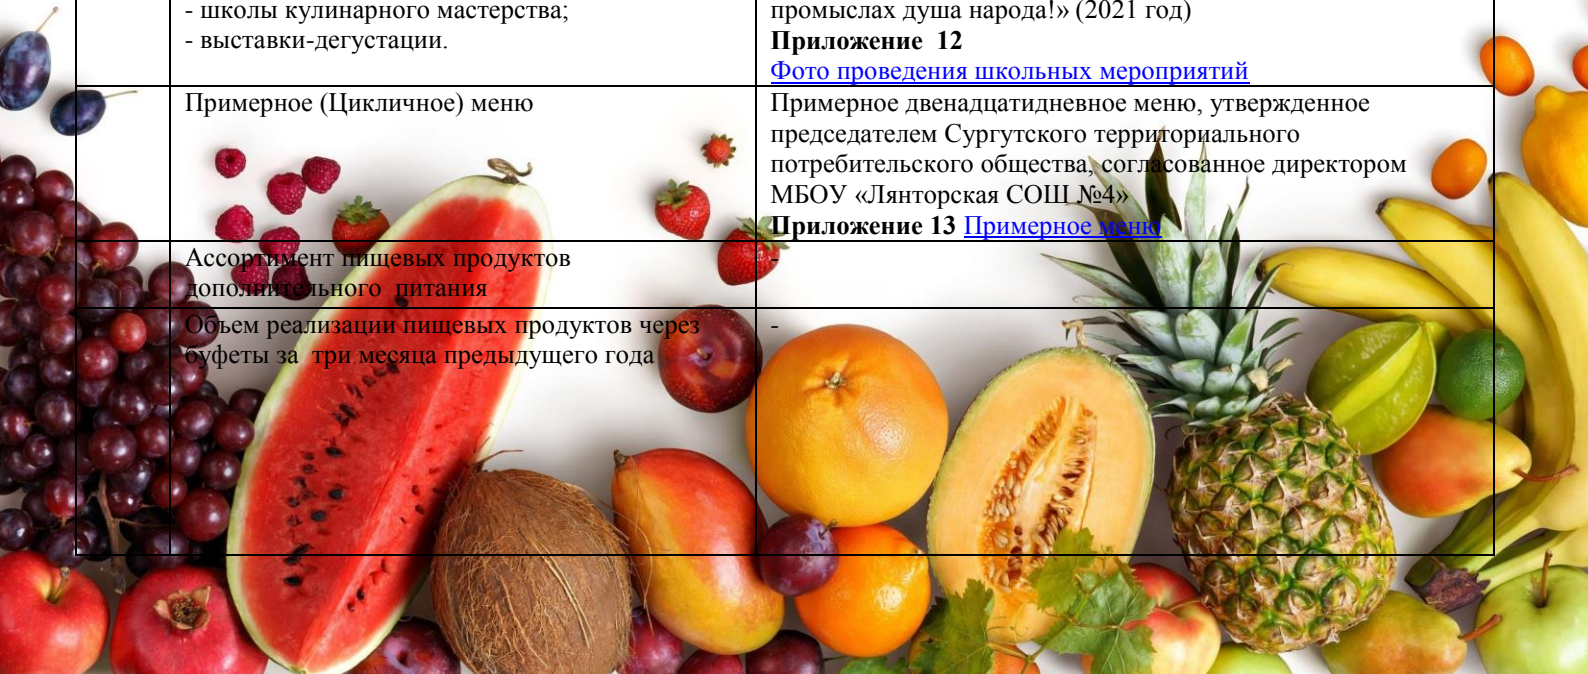 - школы кулинарного мастерства;
- выставки-дегустации.
промыслах душа народа!» (2021 год)
Приложение 12
Фото проведения школьных мероприятий
Примерное (Цикличное) меню
Примерное двенадцатидневное меню, утвержденное
председателем Сургутского территориального
потребительского общества, согласованное директором
МБОУ «Лянторская СОШ №4»
Приложение 13 Примерное меню
Ассортимент пищевых продуктов
дополнительного питания
-
Объем реализации пищевых продуктов через
буфеты за три месяца предыдущего года
-